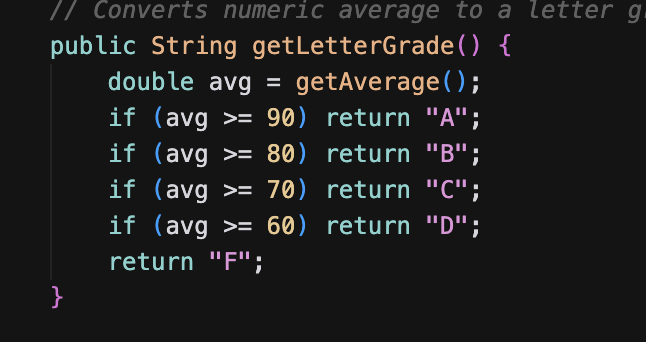 // Converts numeric average to a letter
public String getLetterGrade() {
    double avg = getAverage();
    if (avg >= 90) return "A";
    if (avg >= 80) return "B";
    if (avg >= 70) return "C";
    if (avg >= 60) return "D";
    return "F";
}